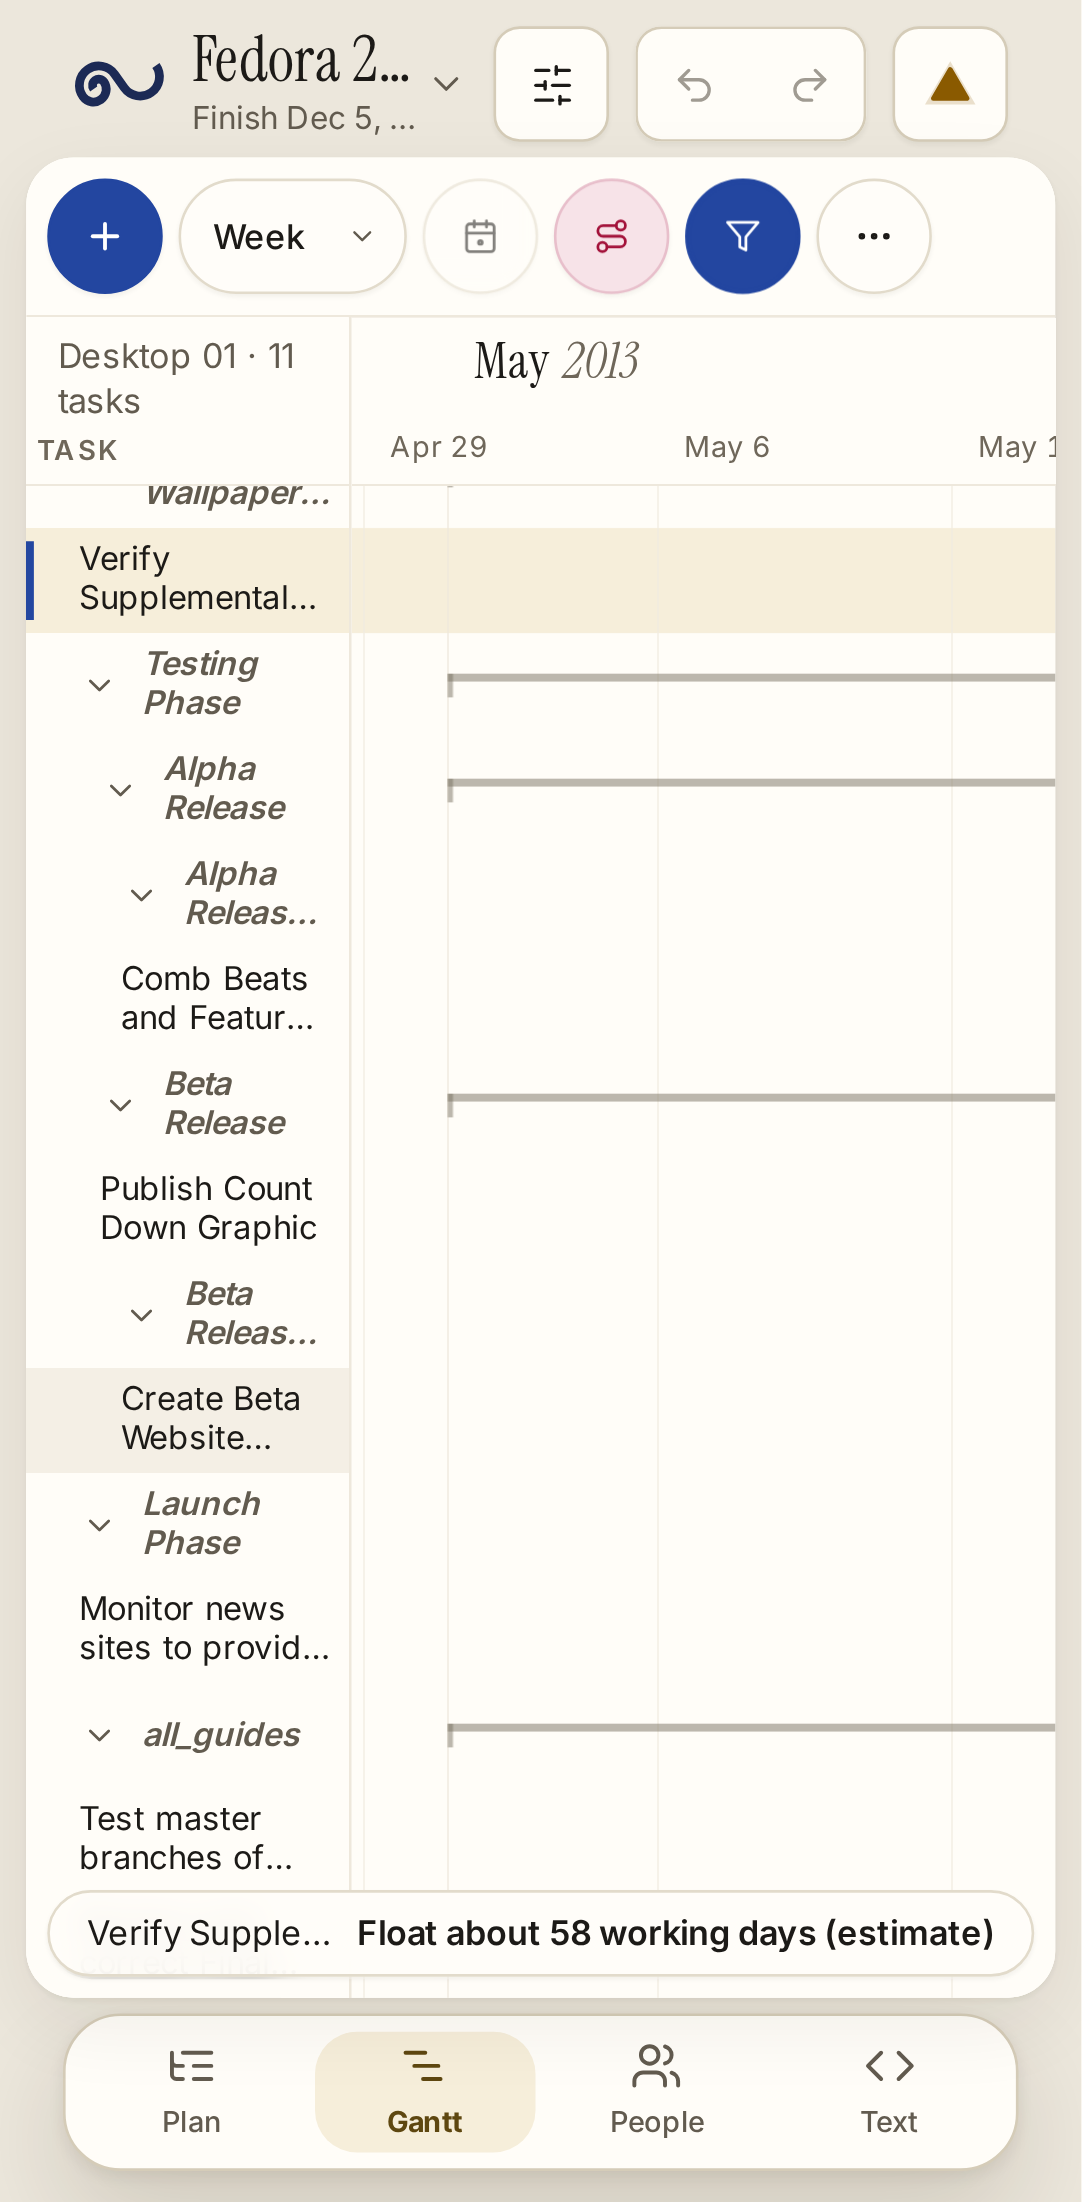 Fedora 2...
Finish Dec 5, ...
Week
Desktop 01 · 11
tasks
TASK
May 2013
Apr 29
May 6
May 1
Wallpaper...
Verify
Supplemental...
Testing
Phase
Alpha
Release
Alpha
Releas...
Comb Beats
and Featur...
Beta
Release
Publish Count
Down Graphic
Beta
Releas...
Create Beta
Website...
Launch
Phase
Monitor news
sites to provid...
all_guides
Test master
branches of...
Verify Supple... Float about 58 working days (estimate)
Plan
Gantt
People
Text